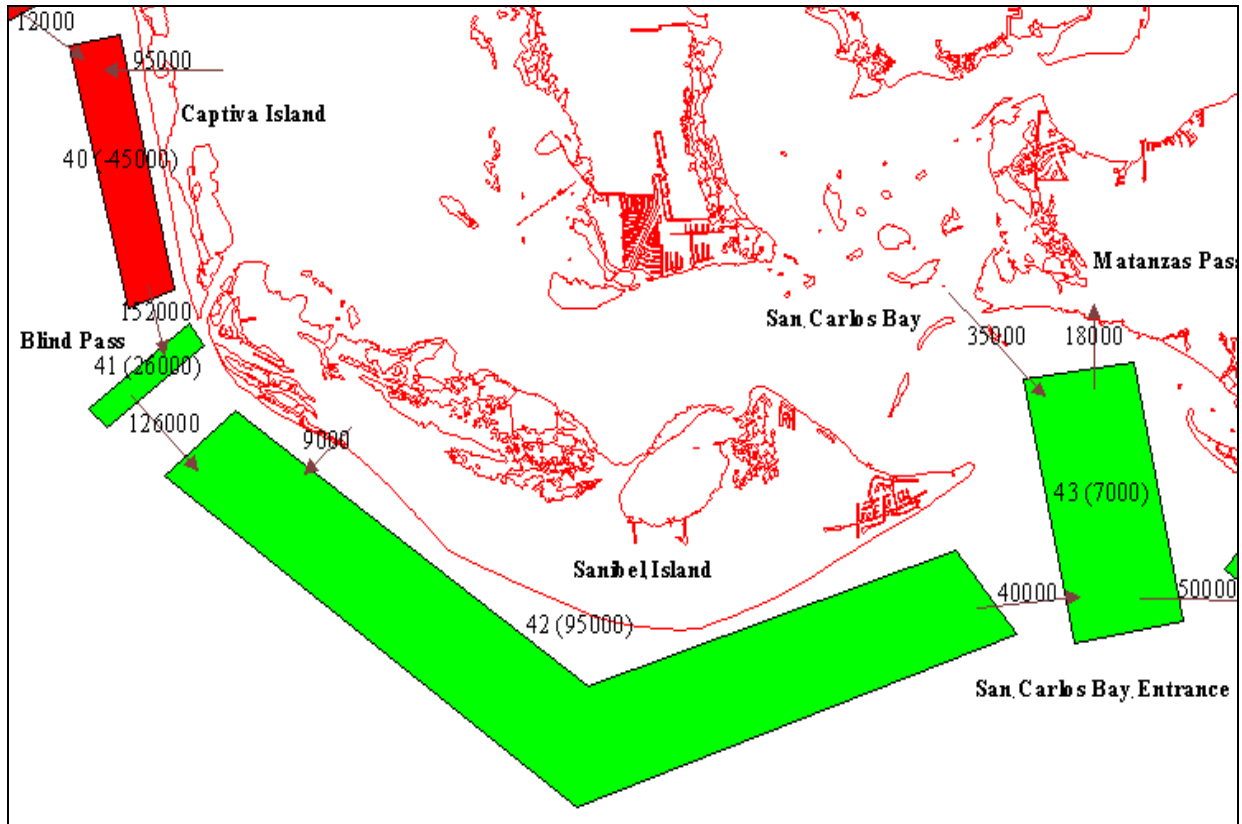 12000
95000
Captiva Island
40 (-45000)
152000
Blind Pass
41 (26000)
126000
9000
Matanzas Pas
San Carlos Bay
35000
18000
43 (7000)
Sanibel Island
42 (95000)
40000
50000
San Carlos Bay Entrance